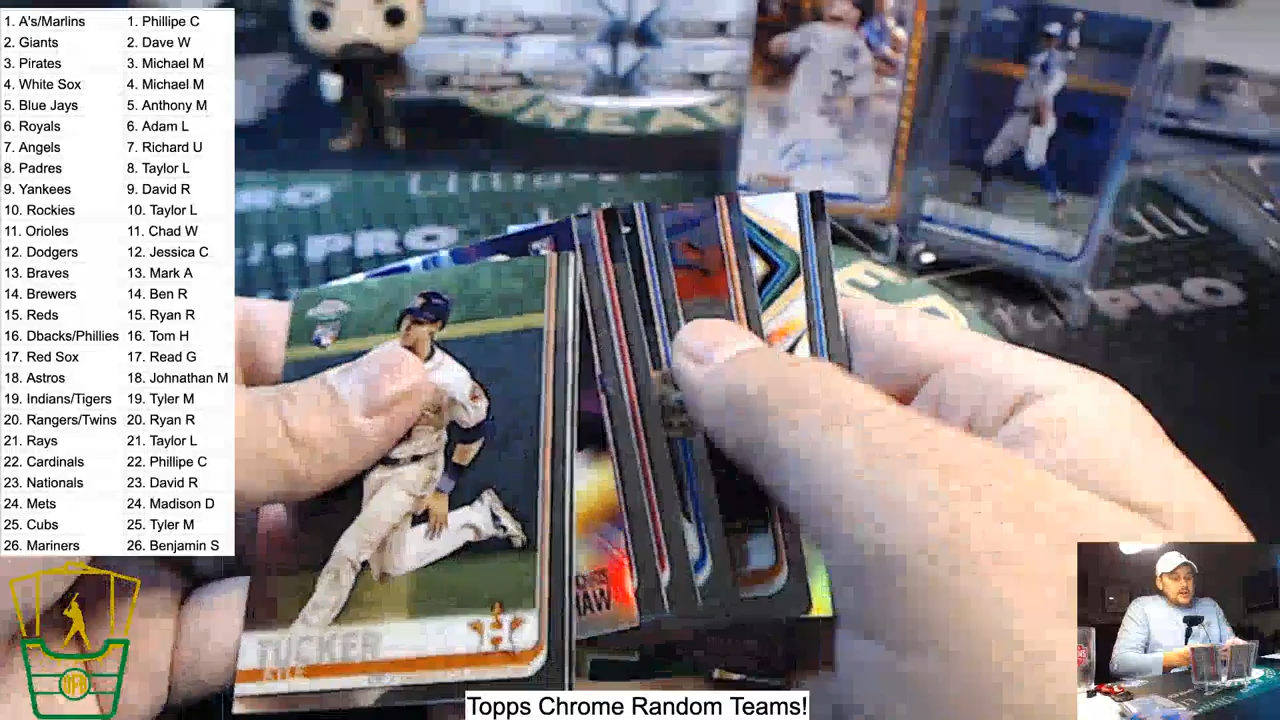 1. A's/Marlins 1. Phillipe C
2. Giants 2. Dave W
3. Pirates 3. Michael M
4. White Sox 4. Michael M
5. Blue Jays 5. Anthony M
6. Royals 6. Adam L
7. Angels 7. Richard U
8. Padres 8. Taylor L
9. Yankees 9. David R
10. Rockies 10. Taylor L
11. Orioles 11. Chad W
12. Dodgers 12. Jessica C
13. Braves 13. Mark A
14. Brewers 14. Ben R
15. Reds 15. Ryan R
16. Dbacks/Phillies 16. Tom H
17. Red Sox 17. Read G
18. Astros 18. Johnathan M
19. Indians/Tigers 19. Tyler M
20. Rangers/Twins 20. Ryan R
21. Rays 21. Taylor L
22. Cardinals 22. Phillipe C
23. Nationals 23. David R
24. Mets 24. Madison D
25. Cubs 25. Tyler M
26. Mariners 26. Benjamin S
PRO
PRO
TUCKER
KYLE
AW
H
Topps Chrome Random Teams!